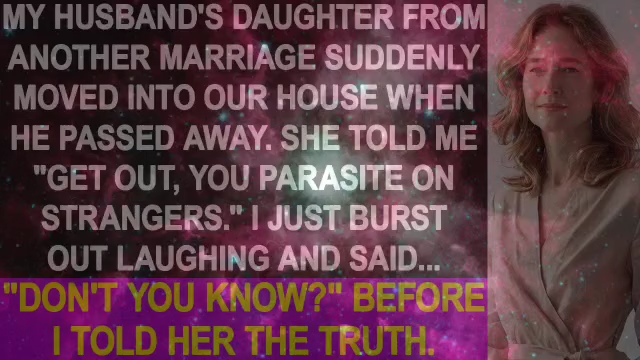 MY HUSBAND'S DAUGHTER FROM
ANOTHER MARRIAGE SUDDENLY
MOVED INTO OUR HOUSE WHEN
HE PASSED AWAY. SHE TOLD ME
"GET OUT, YOU PARASITE ON
STRANGERS." I JUST BURST
OUT LAUGHING AND SAID...
"DON'T YOU KNOW?" BEFORE
I TOLD HER THE TRUTH.